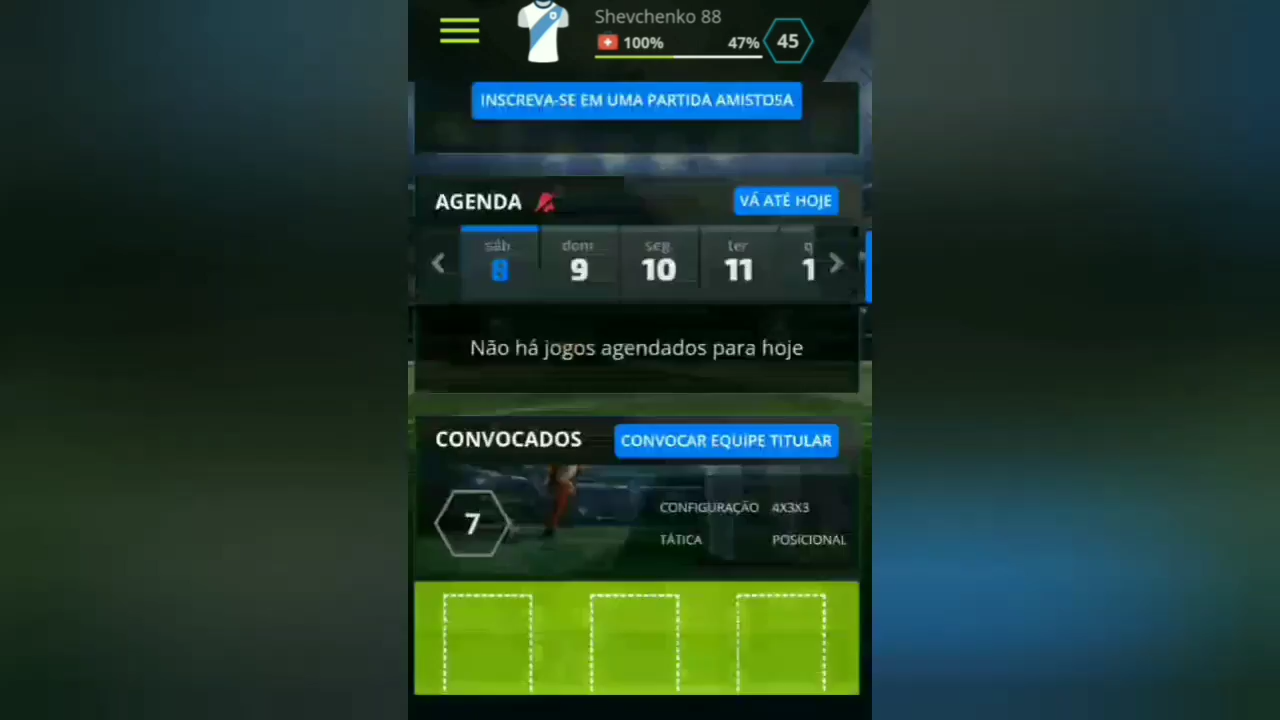 Shevchenko 88
100% 47% 45
INSCREVA-SE EM UMA PARTIDA AMISTOSA
AGENDA VÁ ATÉ HOJE
sáb dom seg ter q
8 9 10 11 1
Não há jogos agendados para hoje
CONVOCADOS CONVOCAR EQUIPE TITULAR
7
CONFIGURAÇÃO 4X3X3
TÁTICA POSICIONAL